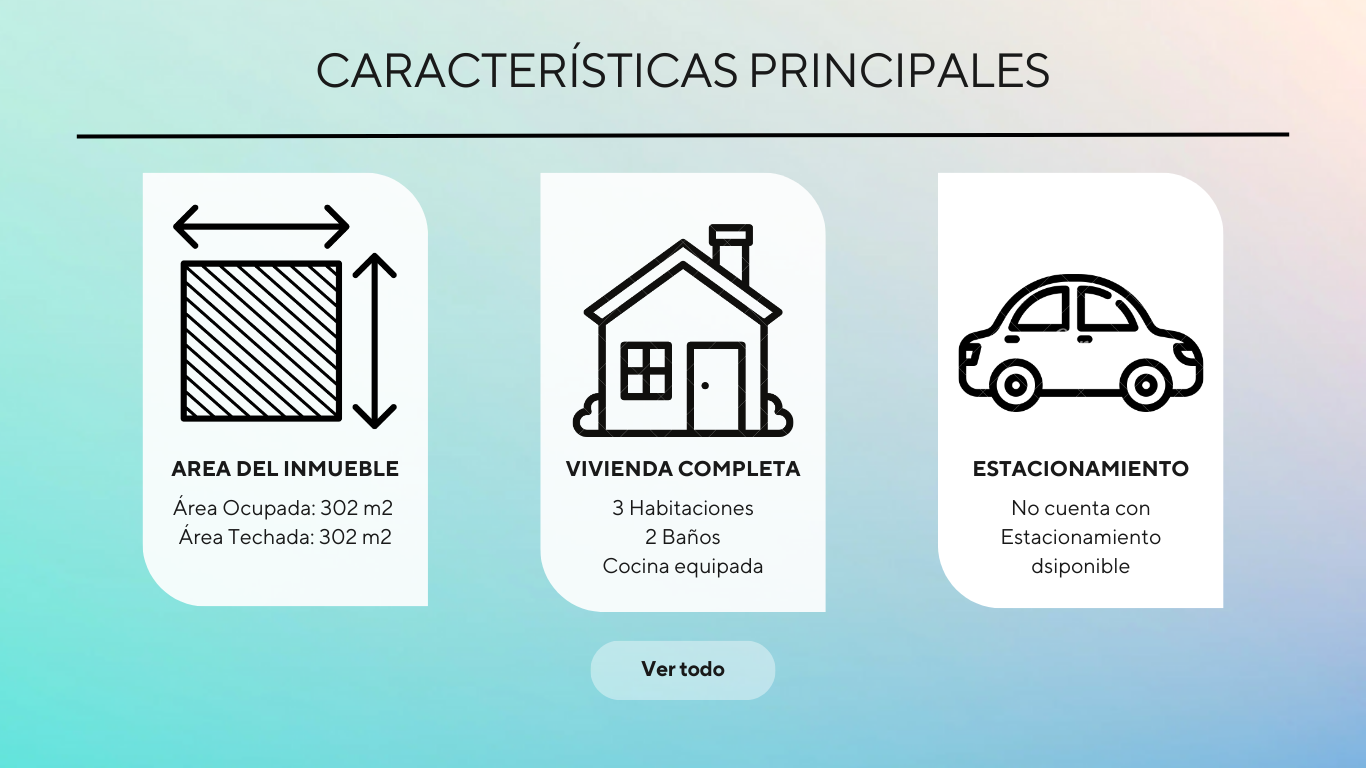 CARACTERÍSTICAS PRINCIPALES
AREA DEL INMUEBLE
Área Ocupada: 302 m2
Área Techada: 302 m2
VIVIENDA COMPLETA
3 Habitaciones
2 Baños
Cocina equipada
ESTACIONAMIENTO
No cuenta con
Estacionamiento
dsiponible
Ver todo